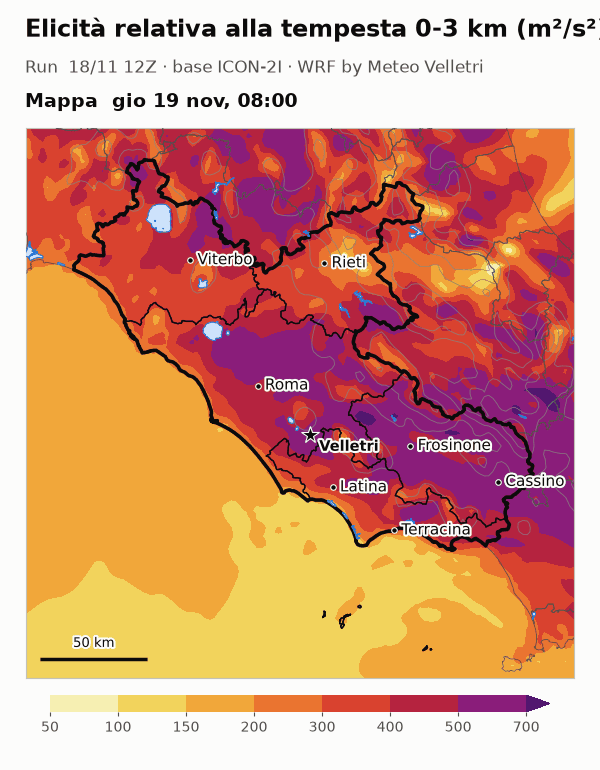 Elicità relativa alla tempesta 0-3 km (m²/s²)
Run 18/11 12Z · base ICON-2I · WRF by Meteo Velletri
Mappa gio 19 nov, 08:00
Viterbo
Rieti
Roma
Velletri
Frosinone
Cassino
Latina
Terracina
50 km
50 100 150 200 300 400 500 700